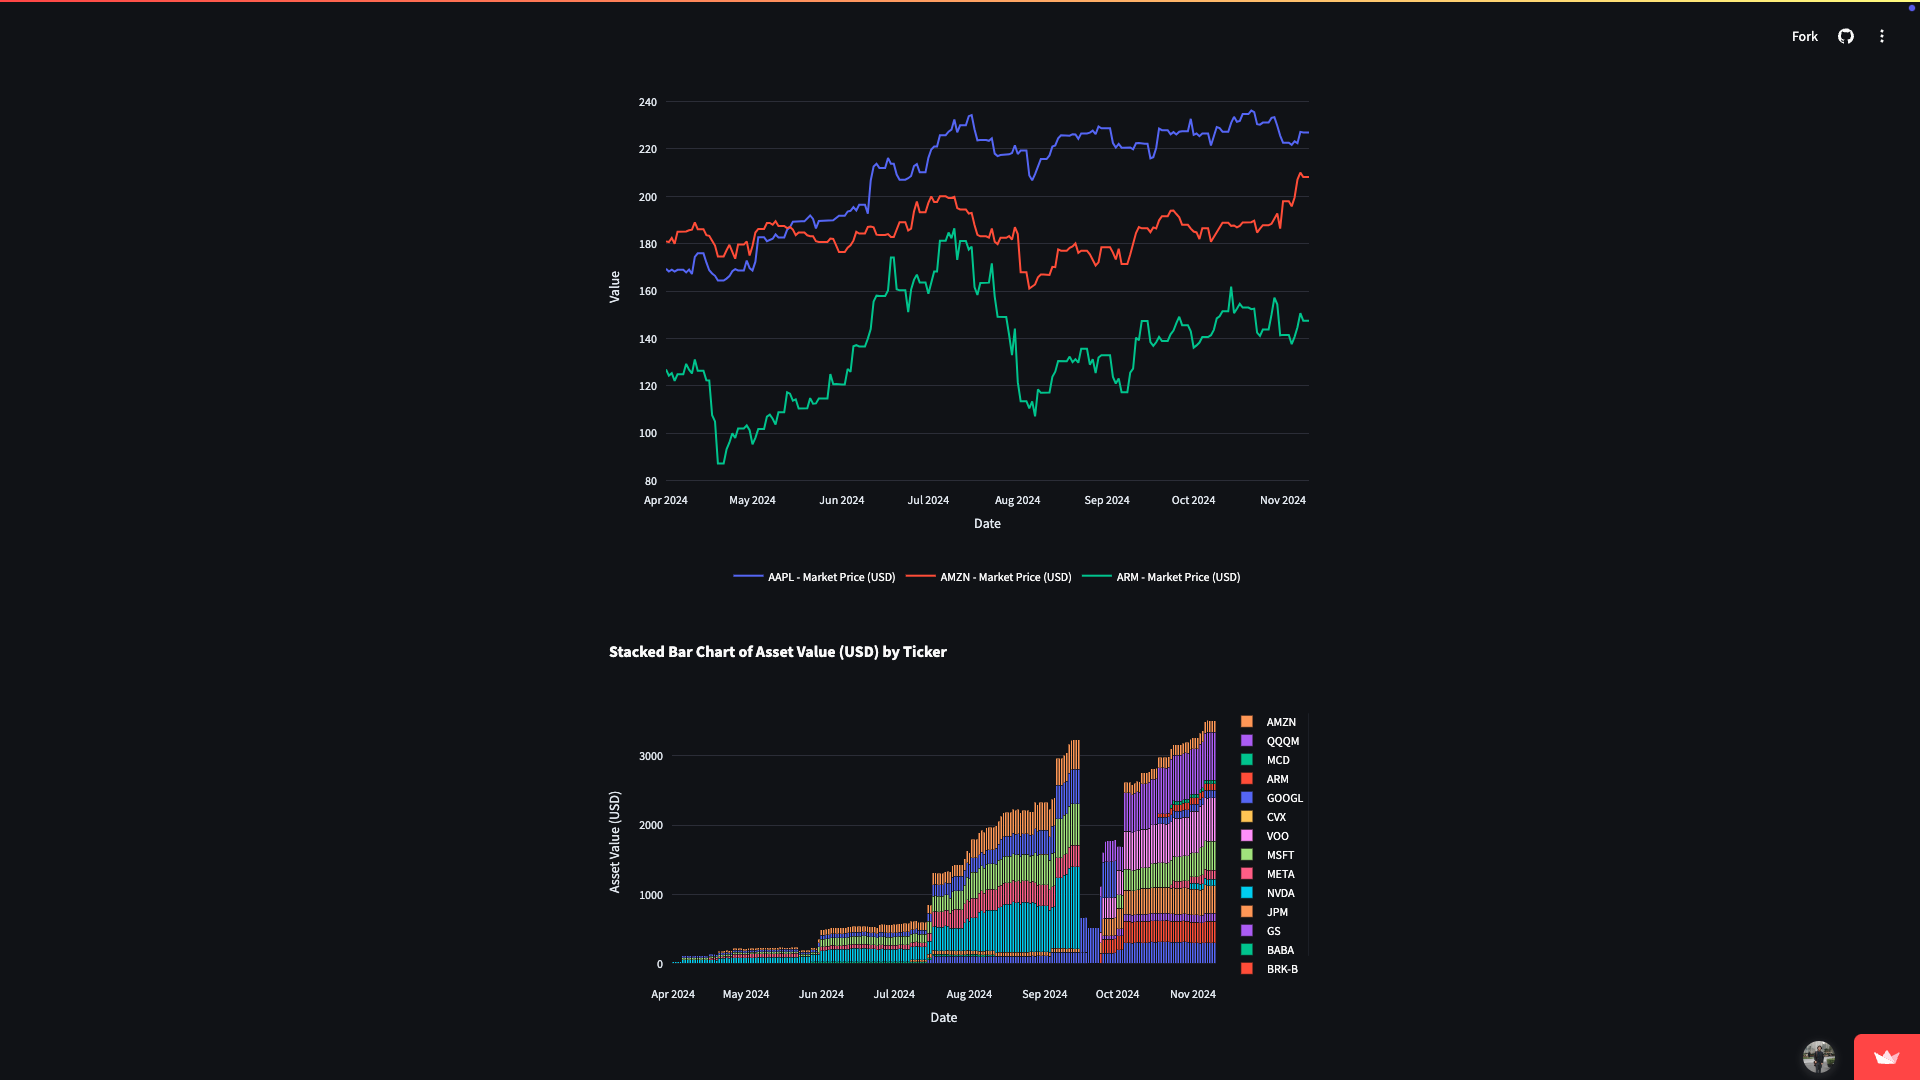 Fork
240
220
200
180
160
140
120
100
80
Value
Apr 2024 May 2024 Jun 2024 Jul 2024 Aug 2024 Sep 2024 Oct 2024 Nov 2024
Date
AAPL - Market Price (USD) AMZN - Market Price (USD) ARM - Market Price (USD)
Stacked Bar Chart of Asset Value (USD) by Ticker
3000
2000
1000
0
Asset Value (USD)
Apr 2024 May 2024 Jun 2024 Jul 2024 Aug 2024 Sep 2024 Oct 2024 Nov 2024
Date
AMZN
QQQM
MCD
ARM
GOOGL
CVX
VOO
MSFT
META
NVDA
JPM
GS
BABA
BRK-B